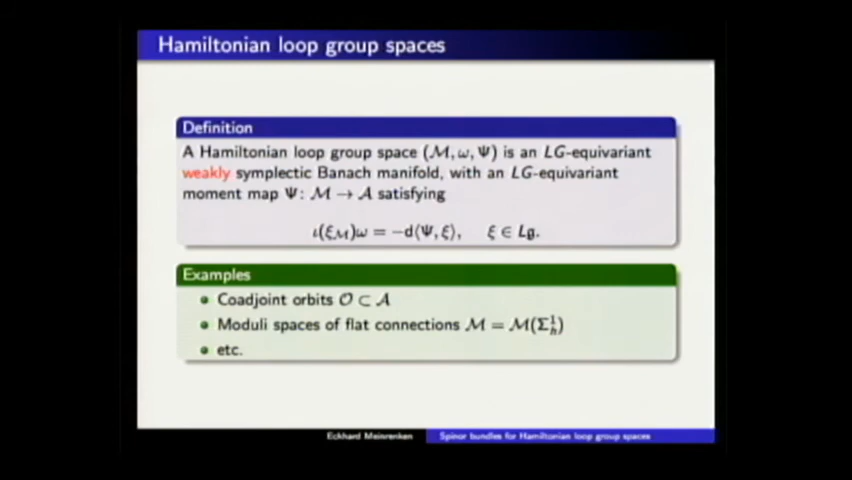 Hamiltonian loop group spaces
Definition
A Hamiltonian loop group space (ℳ, ω, Ψ) is an LG-equivariant
weakly symplectic Banach manifold, with an LG-equivariant
moment map Ψ: ℳ → 𝒜 satisfying
ι(ξ_ℳ)ω = −d⟨Ψ, ξ⟩, ξ ∈ L𝔤.
Examples
Coadjoint orbits 𝒪 ⊂ 𝒜
Moduli spaces of flat connections ℳ = ℳ(Σ¹ₕ)
etc.
Eckhard Meinrenken Spinor bundles for Hamiltonian loop group spaces